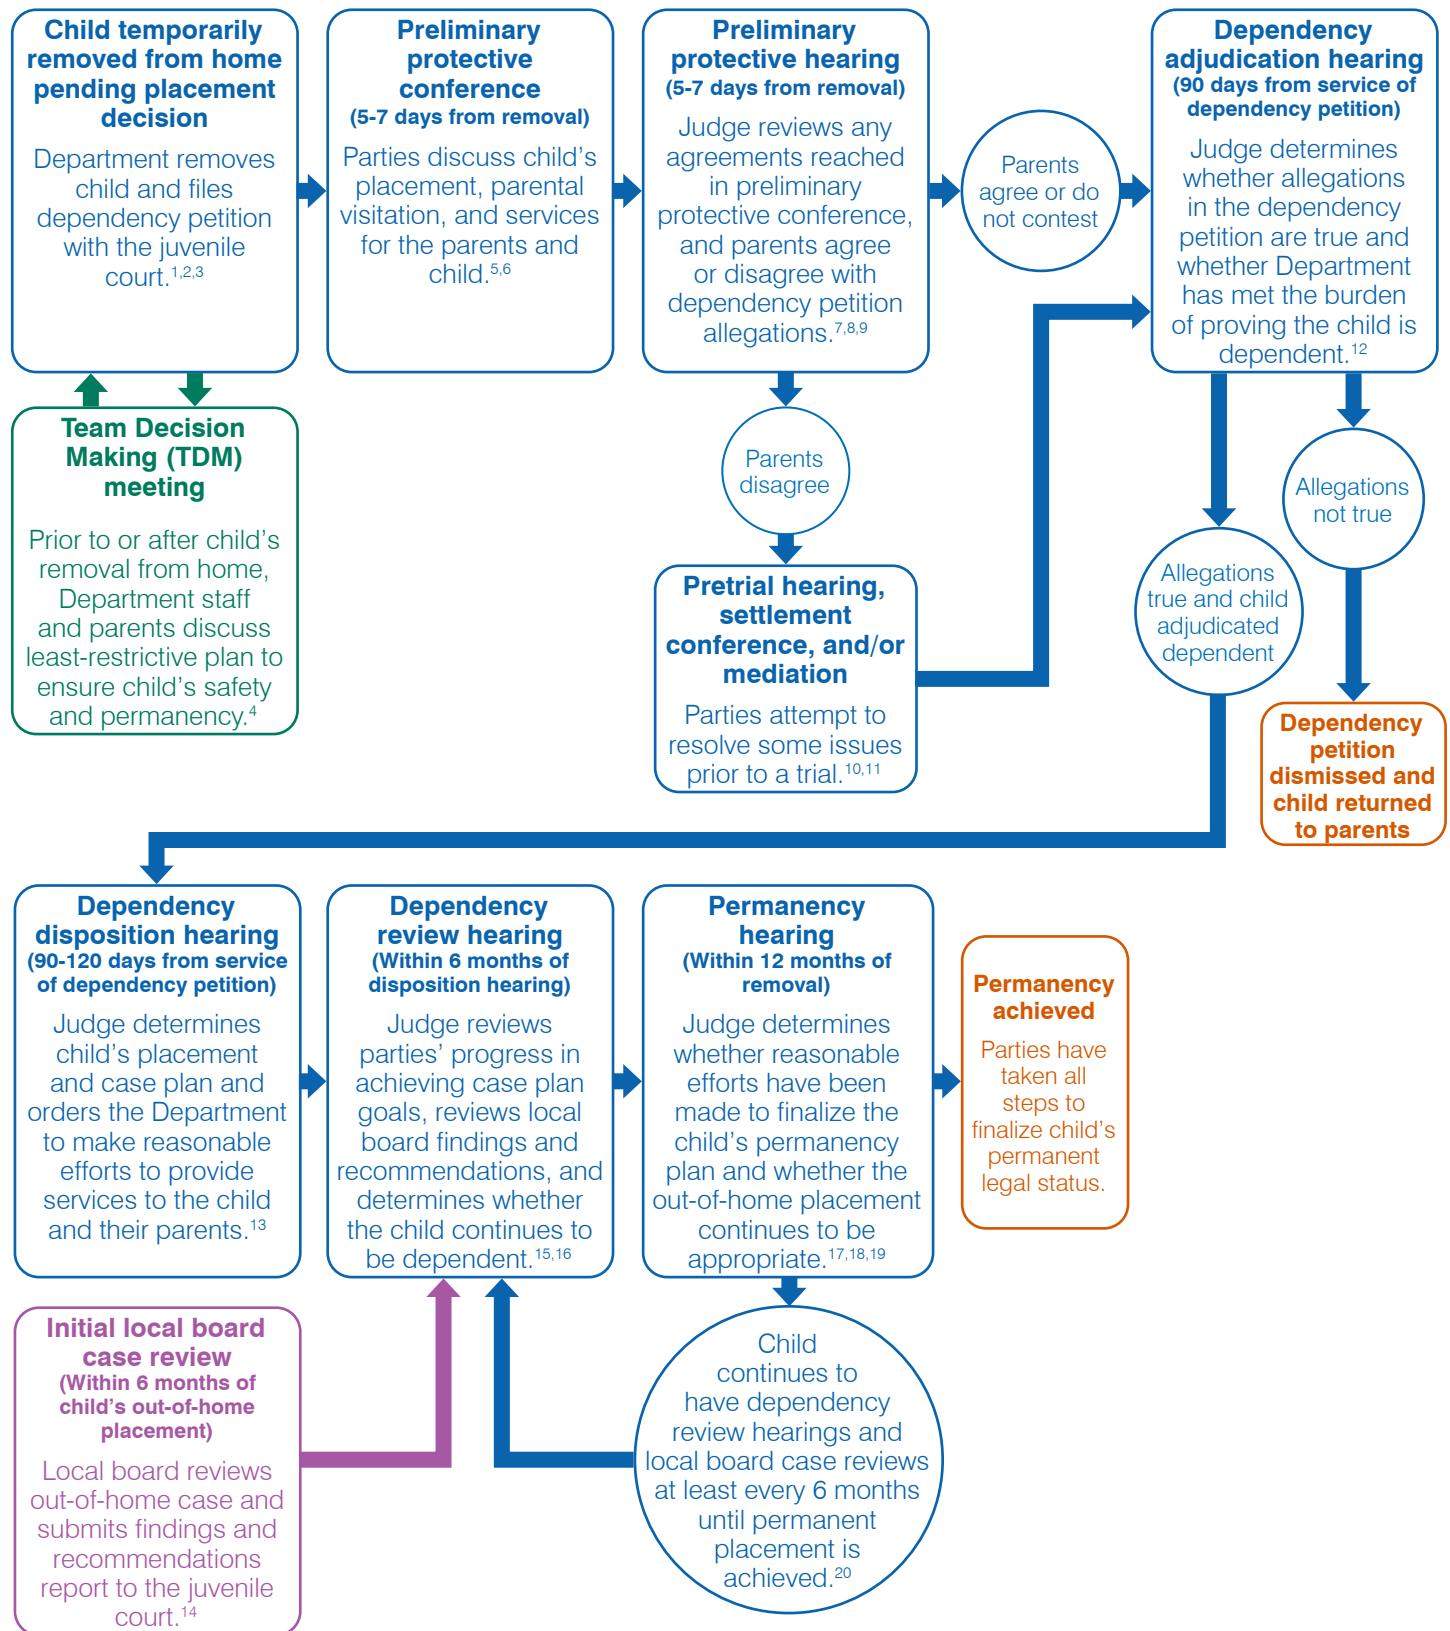 Child temporarily
removed from home
pending placement
decision
Department removes
child and files
dependency petition
with the juvenile
court.1,2,3
Preliminary
protective
conference
(5-7 days from removal)
Parties discuss child’s
placement, parental
visitation, and services
for the parents and
child.5,6
Preliminary
protective hearing
(5-7 days from removal)
Judge reviews any
agreements reached
in preliminary
protective conference,
and parents agree
or disagree with
dependency petition
allegations.7,8,9
Parents
agree or do
not contest
Dependency
adjudication hearing
(90 days from service of
dependency petition)
Judge determines
whether allegations
in the dependency
petition are true and
whether Department
has met the burden
of proving the child is
dependent.12
Team Decision
Making (TDM)
meeting
Prior to or after child’s
removal from home,
Department staff
and parents discuss
least-restrictive plan to
ensure child’s safety
and permanency.4
Parents
disagree
Pretrial hearing,
settlement
conference, and/or
mediation
Parties attempt to
resolve some issues
prior to a trial.10,11
Allegations
true and child
adjudicated
dependent
Allegations
not true
Dependency
petition
dismissed and
child returned
to parents
Dependency
disposition hearing
(90-120 days from service
of dependency petition)
Judge determines
child’s placement
and case plan and
orders the Department
to make reasonable
efforts to provide
services to the child
and their parents.13
Dependency
review hearing
(Within 6 months of
disposition hearing)
Judge reviews
parties’ progress in
achieving case plan
goals, reviews local
board findings and
recommendations, and
determines whether
the child continues to
be dependent.15,16
Permanency
hearing
(Within 12 months of
removal)
Judge determines
whether reasonable
efforts have been
made to finalize the
child’s permanency
plan and whether the
out-of-home placement
continues to be
appropriate.17,18,19
Permanency
achieved
Parties have
taken all
steps to
finalize child’s
permanent
legal status.
Initial local board
case review
(Within 6 months of
child’s out-of-home
placement)
Local board reviews
out-of-home case and
submits findings and
recommendations
report to the juvenile
court.14
Child
continues to
have dependency
review hearings and
local board case reviews
at least every 6 months
until permanent
placement is
achieved.20